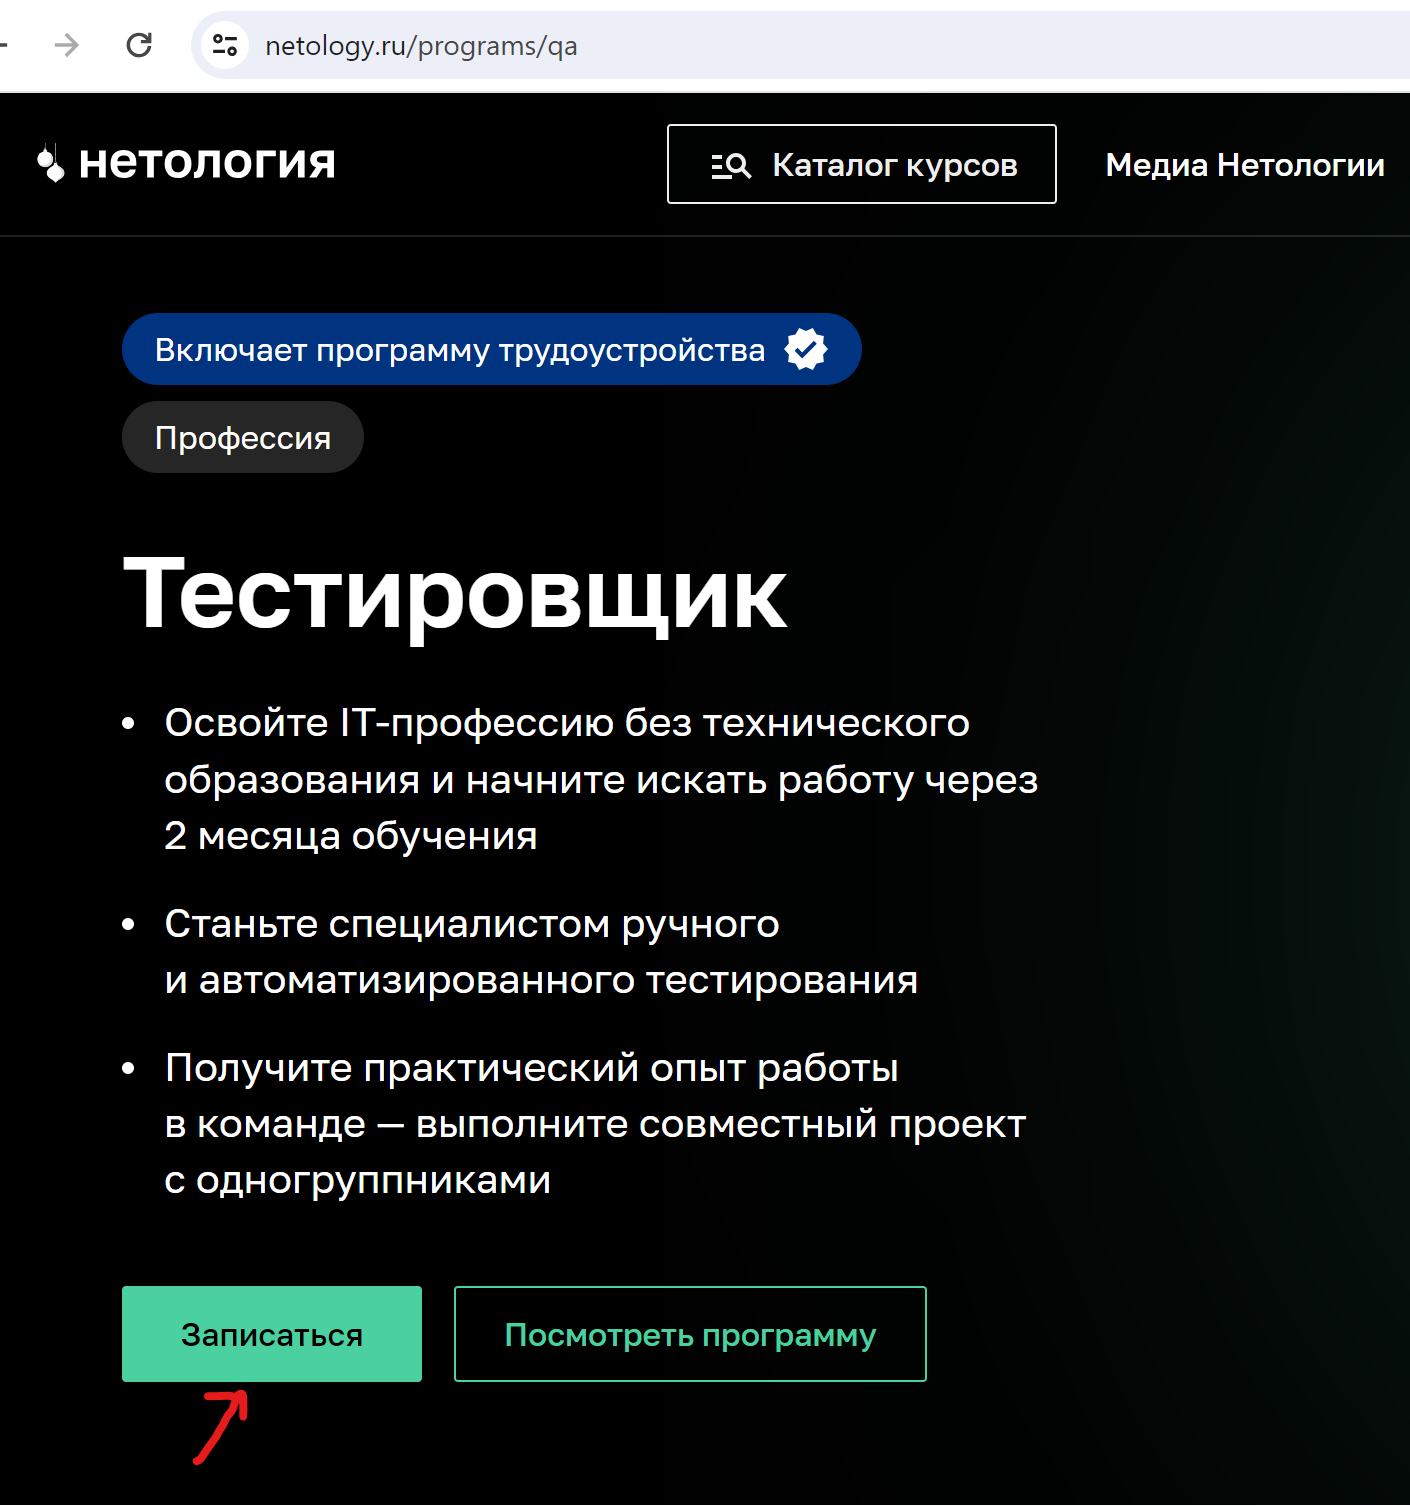 netology.ru/programs/qa
нетология
Каталог курсов
Медиа Нетологии
Включает программу трудоустройства
Профессия
Тестировщик
• Освойте IT-профессию без технического
образования и начните искать работу через
2 месяца обучения
• Станьте специалистом ручного
и автоматизированного тестирования
• Получите практический опыт работы
в команде — выполните совместный проект
с одногруппниками
Записаться
Посмотреть программу